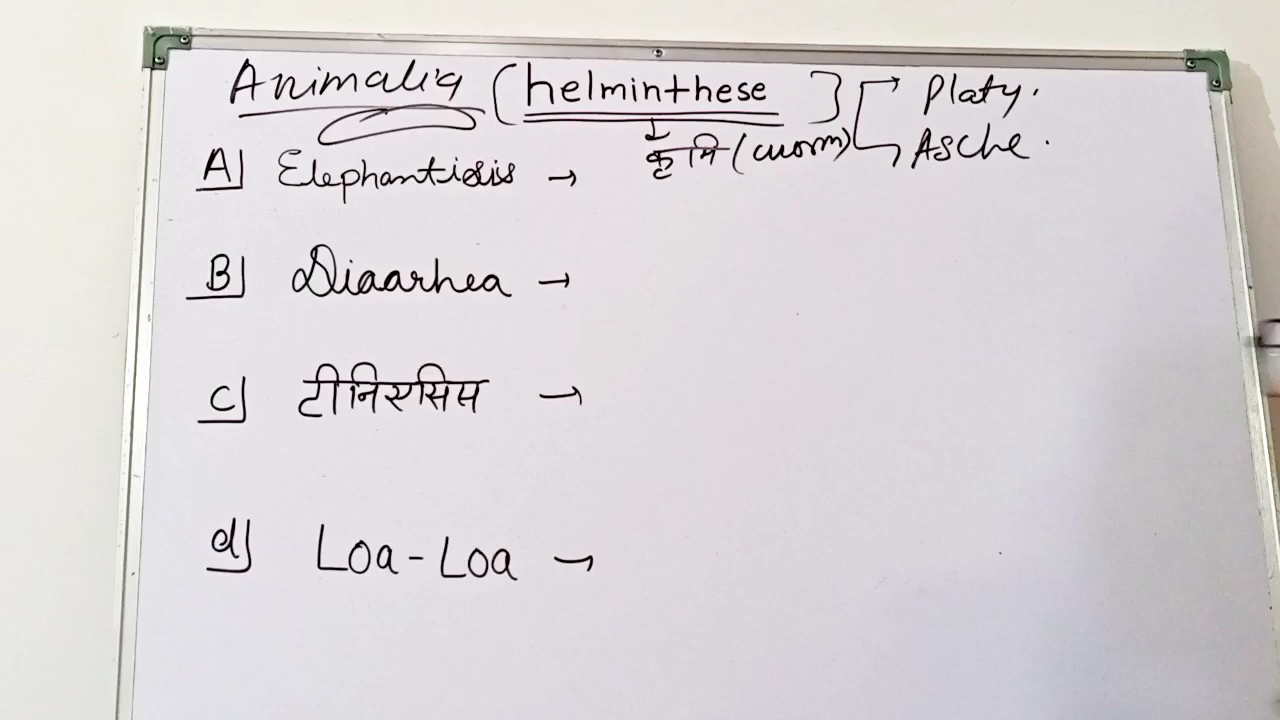 Animalia (helminthese) → Platy.
↓ कृमि (worm) → Asche.
A) Elephantiasis →
B) Diaarhea →
C) टीनिएसिस →
d) Loa-Loa →